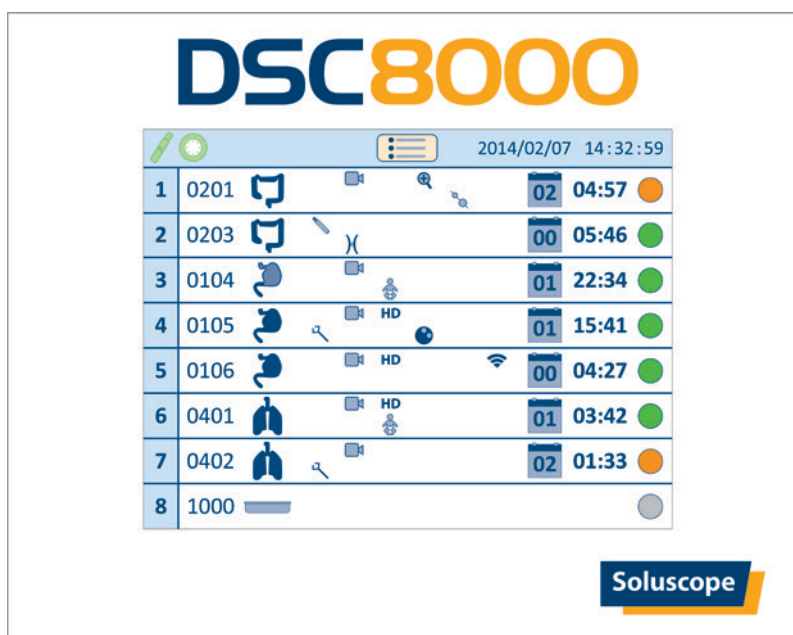 DSC8000
2014/02/07 14:32:59
1 0201 02 04:57
2 0203 00 05:46
3 0104 01 22:34
4 0105 HD 01 15:41
5 0106 HD 00 04:27
6 0401 HD 01 03:42
7 0402 02 01:33
8 1000
Soluscope